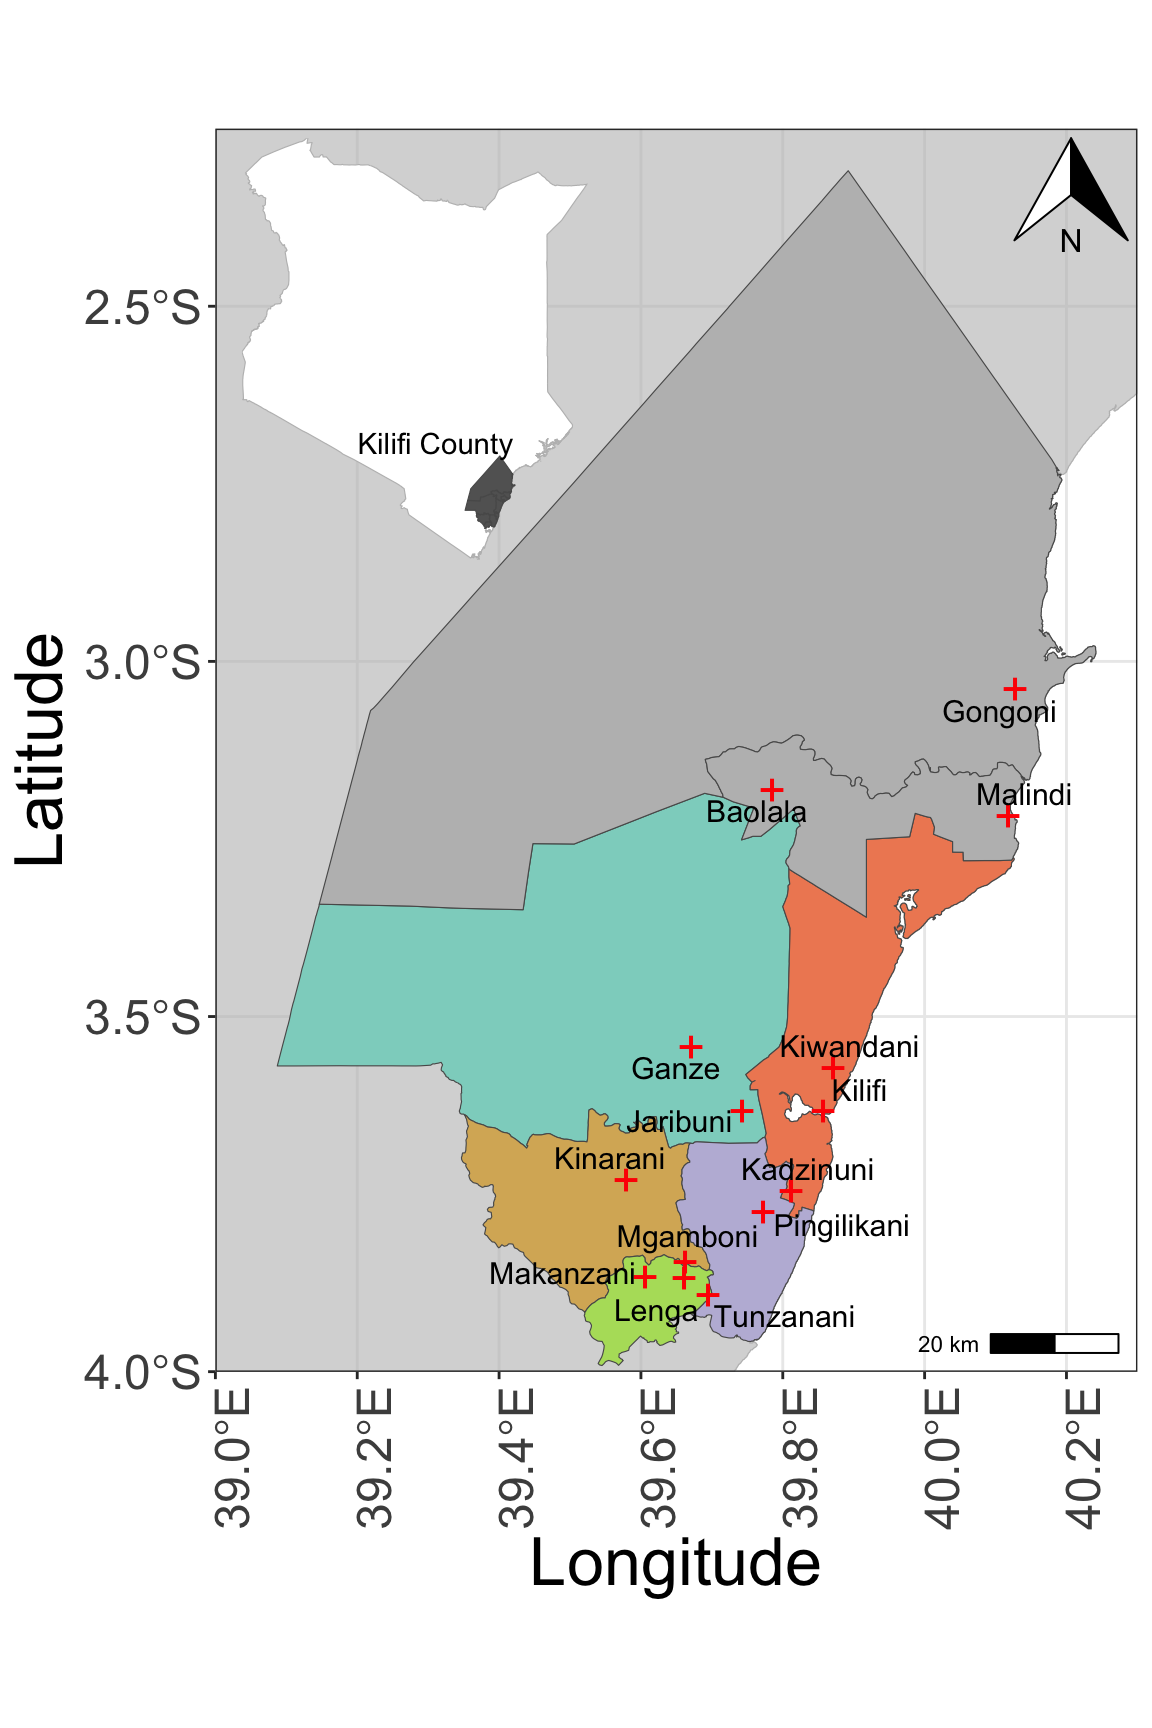 N
2.5°S
Kilifi County
Latitude
3.0°S
Gongoni
Malindi
Baolala
3.5°S
Kiwandani
Ganze
Kilifi
Jaribuni
Kinarani
Kadzinuni
Pingilikani
Mgamboni
Makanzani
Lenga
Tunzanani
20 km
4.0°S
39.0°E
39.2°E
39.4°E
39.6°E
39.8°E
40.0°E
40.2°E
Longitude